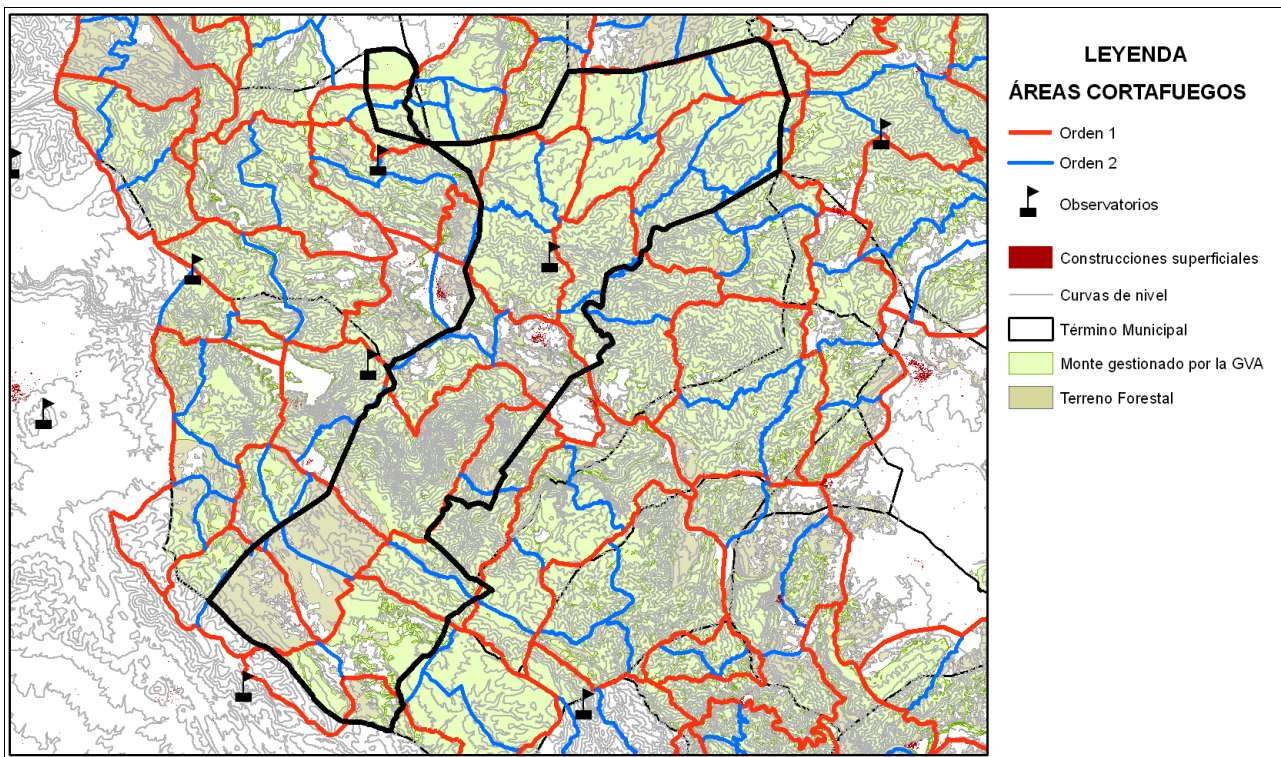 LEYENDA
ÁREAS CORTAFUEGOS
Orden 1
Orden 2
Observatorios
Construcciones superficiales
Curvas de nivel
Término Municipal
Monte gestionado por la GVA
Terreno Forestal